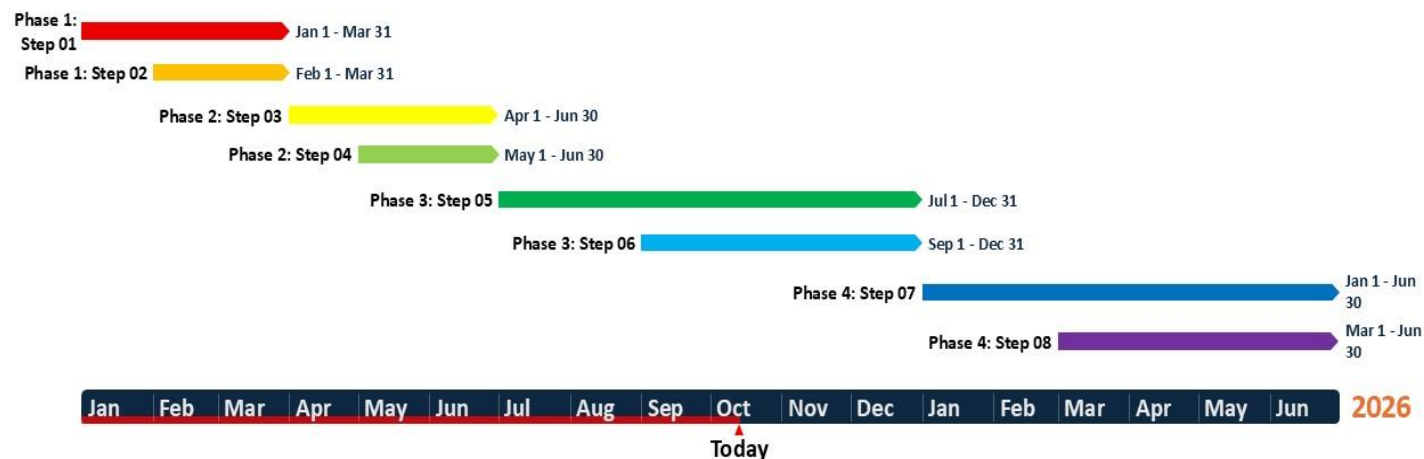 Phase 1:
Step 01
Jan 1 - Mar 31
Phase 1: Step 02
Feb 1 - Mar 31
Phase 2: Step 03
Apr 1 - Jun 30
Phase 2: Step 04
May 1 - Jun 30
Phase 3: Step 05
Jul 1 - Dec 31
Phase 3: Step 06
Sep 1 - Dec 31
Phase 4: Step 07
Jan 1 - Jun
30
Phase 4: Step 08
Mar 1 - Jun
30
Jan Feb Mar Apr May Jun Jul Aug Sep Oct Nov Dec Jan Feb Mar Apr May Jun 2026
Today